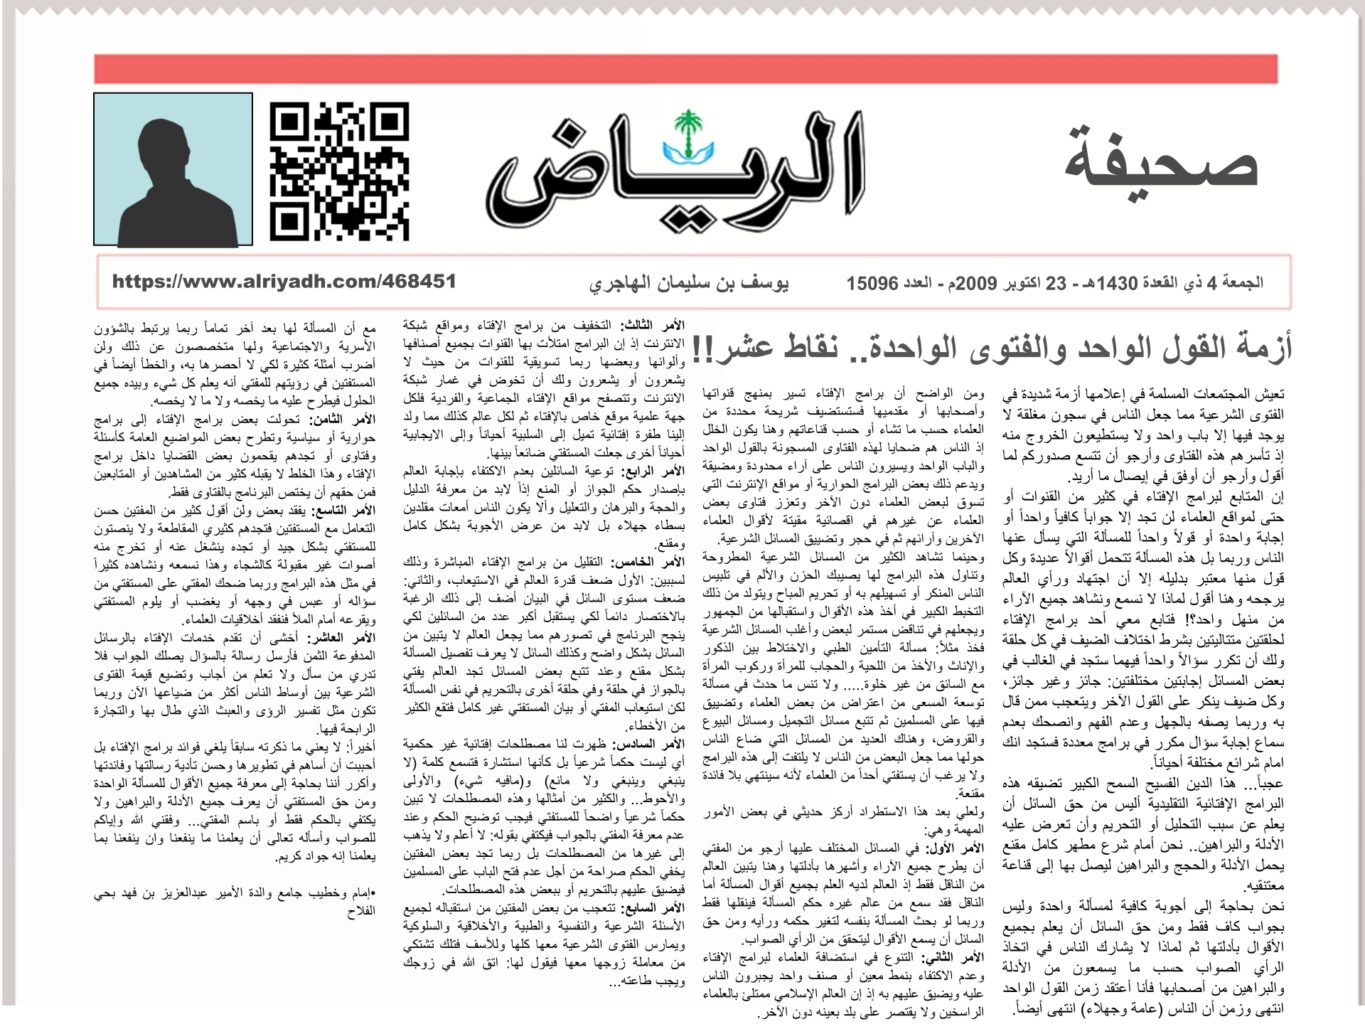 صحيفة
الرياض
الجمعة 4 ذي القعدة 1430هـ - 23 اكتوبر 2009م - العدد 15096
يوسف بن سليمان الهاجري
https://www.alriyadh.com/468451
أزمة القول الواحد والفتوى الواحدة.. نقاط عشر!!
تعيش المجتمعات المسلمة في إعلامها أزمة شديدة في
الفتوى الشرعية مما جعل الناس في سجون مغلقة لا
يوجد فيها إلا باب واحد ولا يستطيعون الخروج منه
إذ تأسرهم هذه الفتاوى وأرجو أن تتسع صدوركم لما
أقول وأرجو أن أوفق في إيصال ما أريد.
إن المتابع لبرامج الإفتاء في كثير من القنوات أو
حتى لمواقع العلماء لن تجد إلا جواباً كافياً واحداً أو
إجابة واحدة أو قولاً واحداً للمسألة التي يسأل عنها
الناس وربما بل هذه المسألة تتحمل أقوالاً عديدة وكل
قول منها معتبر بدليله إلا أن اجتهاد ورأي العالم
يرجحه وهنا أقول لماذا لا نسمع ونشاهد جميع الآراء
من منهل واحد؟! فتابع معي أحد برامج الإفتاء
لحلقتين متتاليتين بشرط اختلاف الضيف في كل حلقة
ولك أن تكرر سؤالاً واحداً فيهما ستجد في الغالب في
بعض المسائل إجابتين مختلفتين: جائز وغير جائز،
وكل ضيف ينكر على القول الآخر ويتعجب ممن قال
به وربما يصفه بالجهل وعدم الفهم وانصحك بعدم
سماع إجابة سؤال مكرر في برامج معددة فستجد انك
امام شرائع مختلفة أحياناً.
عجباً... هذا الدين الفسيح السمح الكبير تضيقه هذه
البرامج الإفتائية التقليدية أليس من حق السائل أن
يعلم عن سبب التحليل أو التحريم وأن تعرض عليه
الأدلة والبراهين.. نحن أمام شرع مطهر كامل مقنع
يحمل الأدلة والحجج والبراهين ليصل بها إلى قناعة
معتنقيه.
نحن بحاجة إلى أجوبة كافية لمسألة واحدة وليس
بجواب كاف فقط ومن حق السائل أن يعلم بجميع
الأقوال بأدلتها ثم لماذا لا يشارك الناس في اتخاذ
الرأي الصواب حسب ما يسمعون من الأدلة
والبراهين من أصحابها فأنا أعتقد زمن القول الواحد
انتهى وزمن أن الناس (عامة وجهلاء) انتهى أيضاً.
ومن الواضح أن برامج الإفتاء تسير بمنهج قنواتها
وأصحابها أو مقدميها فستستضيف شريحة محددة من
العلماء حسب ما تشاء أو حسب قناعاتهم وهنا يكون الخلل
إذ الناس هم ضحايا لهذه الفتاوى المسجونة بالقول الواحد
والباب الواحد ويسيرون الناس على آراء محدودة ومضيقة
ويدعم ذلك بعض البرامج الحوارية أو مواقع الإنترنت التي
تسوق لبعض العلماء دون الآخر وتعزز فتاوى بعض
العلماء عن غيرهم في اقصائية مقيتة لأقوال العلماء
الآخرين وآرائهم ثم في حجر وتضييق المسائل الشرعية.
وحينما تشاهد الكثير من المسائل الشرعية المطروحة
وتناول هذه البرامج لها يصيبك الحزن والألم في تلبيس
الناس المنكر أو تسهيلهم به أو تحريم المباح ويتولد من ذلك
التخبط الكبير في أخذ هذه الأقوال واستقبالها من الجمهور
ويجعلهم في تناقض مستمر لبعض وأغلب المسائل الشرعية
فخذ مثلاً: مسألة التأمين الطبي والاختلاط بين الذكور
والإناث والأخذ من اللحية والحجاب للمرأة وركوب المرأة
مع السائق من غير خلوة..... ولا تنس ما حدث في مسألة
توسعة المسعى من اعتراض من بعض العلماء وتضييق
فيها على المسلمين ثم تتبع مسائل التجميل ومسائل البيوع
والقروض، وهناك العديد من المسائل التي ضاع الناس
حولها مما جعل البعض من الناس لا يلتفت إلى هذه البرامج
ولا يرغب أن يستفتي أحداً من العلماء لأنه سينتهي بلا فائدة
مقنعة.
ولعلي بعد هذا الاستطراد أركز حديثي في بعض الأمور
المهمة وهي:
الأمر الأول: في المسائل المختلف عليها أرجو من المفتي
أن يطرح جميع الآراء وأشهرها بأدلتها وهنا يتبين العالم
من الناقل فقط إذ العالم لديه العلم بجميع أقوال المسألة أما
الناقل فقد سمع من عالم غيره حكم المسألة فينقلها فقط
وربما لو بحث المسألة بنفسه لتغير حكمه ورأيه ومن حق
السائل أن يسمع الأقوال ليتحقق من الرأي الصواب.
الأمر الثاني: التنوع في استضافة العلماء لبرامج الإفتاء
وعدم الاكتفاء بنمط معين أو صنف واحد يجبرون الناس
عليه ويضيق عليهم به إذ إن العالم الإسلامي ممتلئ بالعلماء
الراسخين ولا يقتصر على بلد بعينه دون الآخر.
الأمر الثالث: التخفيف من برامج الإفتاء ومواقع شبكة
الانترنت إذ إن البرامج امتلأت بها القنوات بجميع أصنافها
وألوانها وبعضها ربما تسويقية للقنوات من حيث لا
يشعرون أو يشعرون ولك أن تخوض في غمار شبكة
الانترنت وتتصفح مواقع الإفتاء الجماعية والفردية فلكل
جهة علمية موقع خاص بالإفتاء ثم لكل عالم كذلك مما ولد
إلينا طفرة إفتائية تميل إلى السلبية أحياناً وإلى الايجابية
أحياناً أخرى جعلت المستفتي ضائعاً بينها.
الأمر الرابع: توعية السائلين بعدم الاكتفاء بإجابة العالم
بإصدار حكم الجواز أو المنع إذاً لابد من معرفة الدليل
والحجة والبرهان والتعليل وألا يكون الناس أمعات مقلدين
بسطاء جهلاء بل لابد من عرض الأجوبة بشكل كامل
ومقنع.
الأمر الخامس: التقليل من برامج الإفتاء المباشرة وذلك
لسببين: الأول ضعف قدرة العالم في الاستيعاب، والثاني:
ضعف مستوى السائل في البيان أضف إلى ذلك الرغبة
بالاختصار دائماً لكي يستقبل أكبر عدد من السائلين لكي
ينجح البرنامج في تصورهم مما يجعل العالم لا يتبين من
السائل بشكل واضح وكذلك السائل لا يعرف تفصيل المسألة
بشكل مقنع وعند تتبع بعض المسائل تجد العالم يفتي
بالجواز في حلقة وفي حلقة أخرى بالتحريم في نفس المسألة
لكن استيعاب المفتي أو بيان المستفتي غير كامل فتقع الكثير
من الأخطاء.
الأمر السادس: ظهرت لنا مصطلحات إفتائية غير حكمية
أي ليست حكماً شرعياً بل كأنها استشارة فتسمع كلمة (لا
ينبغي وينبغي ولا مانع) و(مافيه شيء) والأولى
والأحوط... والكثير من أمثالها وهذه المصطلحات لا تبين
حكماً شرعياً واضحاً للمستفتي فيجب توضيح الحكم وعند
عدم معرفة المفتي بالجواب فيكتفي بقوله: لا أعلم ولا يذهب
إلى غيرها من المصطلحات بل ربما تجد بعض المفتين
يخفي الحكم صراحة من أجل عدم فتح الباب على المسلمين
فيضيق عليهم بالتحريم أو ببعض هذه المصطلحات.
الأمر السابع: تتعجب من بعض المفتين من استقباله لجميع
الأسئلة الشرعية والنفسية والطبية والأخلاقية والسلوكية
ويمارس الفتوى الشرعية معها كلها وللأسف فتلك تشتكي
من معاملة زوجها معها فيقول لها: اتق الله في زوجك
ويجب طاعته...
مع أن المسألة لها بعد آخر تماماً ربما يرتبط بالشؤون
الأسرية والاجتماعية ولها متخصصون عن ذلك ولن
أضرب أمثلة كثيرة لكي لا أحصرها به، والخطأ أيضاً في
المستفتين في رؤيتهم للمفتي أنه يعلم كل شيء وبيده جميع
الحلول فيطرح عليه ما يخصه ولا ما لا يخصه.
الأمر الثامن: تحولت بعض برامج الإفتاء إلى برامج
حوارية أو سياسية وتطرح بعض المواضيع العامة كأسئلة
وفتاوى أو تجدهم يقحمون بعض القضايا داخل برامج
الإفتاء وهذا الخلط لا يقبله كثير من المشاهدين أو المتابعين
فمن حقهم أن يختص البرنامج بالفتاوى فقط.
الأمر التاسع: يفقد بعض ولن أقول كثير من المفتين حسن
التعامل مع المستفتين فتجدهم كثيري المقاطعة ولا ينصتون
للمستفتي بشكل جيد أو تجده ينشغل عنه أو تخرج منه
أصوات غير مقبولة كالشجاء وهذا نسمعه ونشاهده كثيراً
في مثل هذه البرامج وربما ضحك المفتي على المستفتي من
سؤاله أو عبس في وجهه أو يغضب أو يلوم المستفتي
ويقرعه أمام الملأ فنفقد أخلاقيات العلماء.
الأمر العاشر: أخشى أن تقدم خدمات الإفتاء بالرسائل
المدفوعة الثمن فأرسل رسالة بالسؤال يصلك الجواب فلا
تدري من سأل ولا تعلم من أجاب وتضيع قيمة الفتوى
الشرعية بين أوساط الناس أكثر من ضياعها الآن وربما
تكون مثل تفسير الرؤى والعبث الذي طال بها والتجارة
الرابحة فيها.
أخيراً: لا يعني ما ذكرته سابقاً يلغي فوائد برامج الإفتاء بل
أحببت أن أساهم في تطويرها وحسن تأدية رسالتها وفائدتها
وأكرر أننا بحاجة إلى معرفة جميع الأقوال للمسألة الواحدة
ومن حق المستفتي أن يعرف جميع الأدلة والبراهين ولا
يكتفي بالحكم فقط أو باسم المفتي... وفقني الله وإياكم
للصواب وأسأله تعالى أن يعلمنا ما ينفعنا وان ينفعنا بما
يعلمنا إنه جواد كريم.
•إمام وخطيب جامع والدة الأمير عبدالعزيز بن فهد بحي
الفلاح